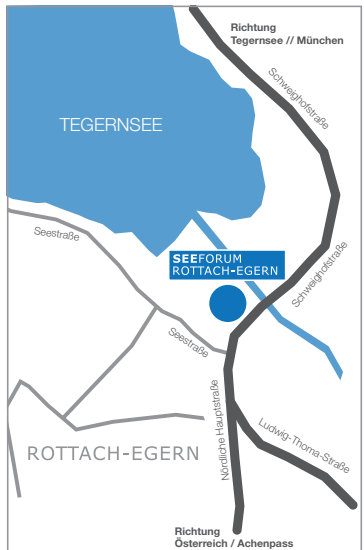 Richtung
Tegernsee // München
Schweighofstraße
TEGERNSEE
Seestraße
SEEFORUM
ROTTACH-EGERN
Schweighofstraße
Seestraße
Nördliche Hauptstraße
Ludwig-Thoma-Straße
ROTTACH-EGERN
Richtung
Österreich / Achenpass